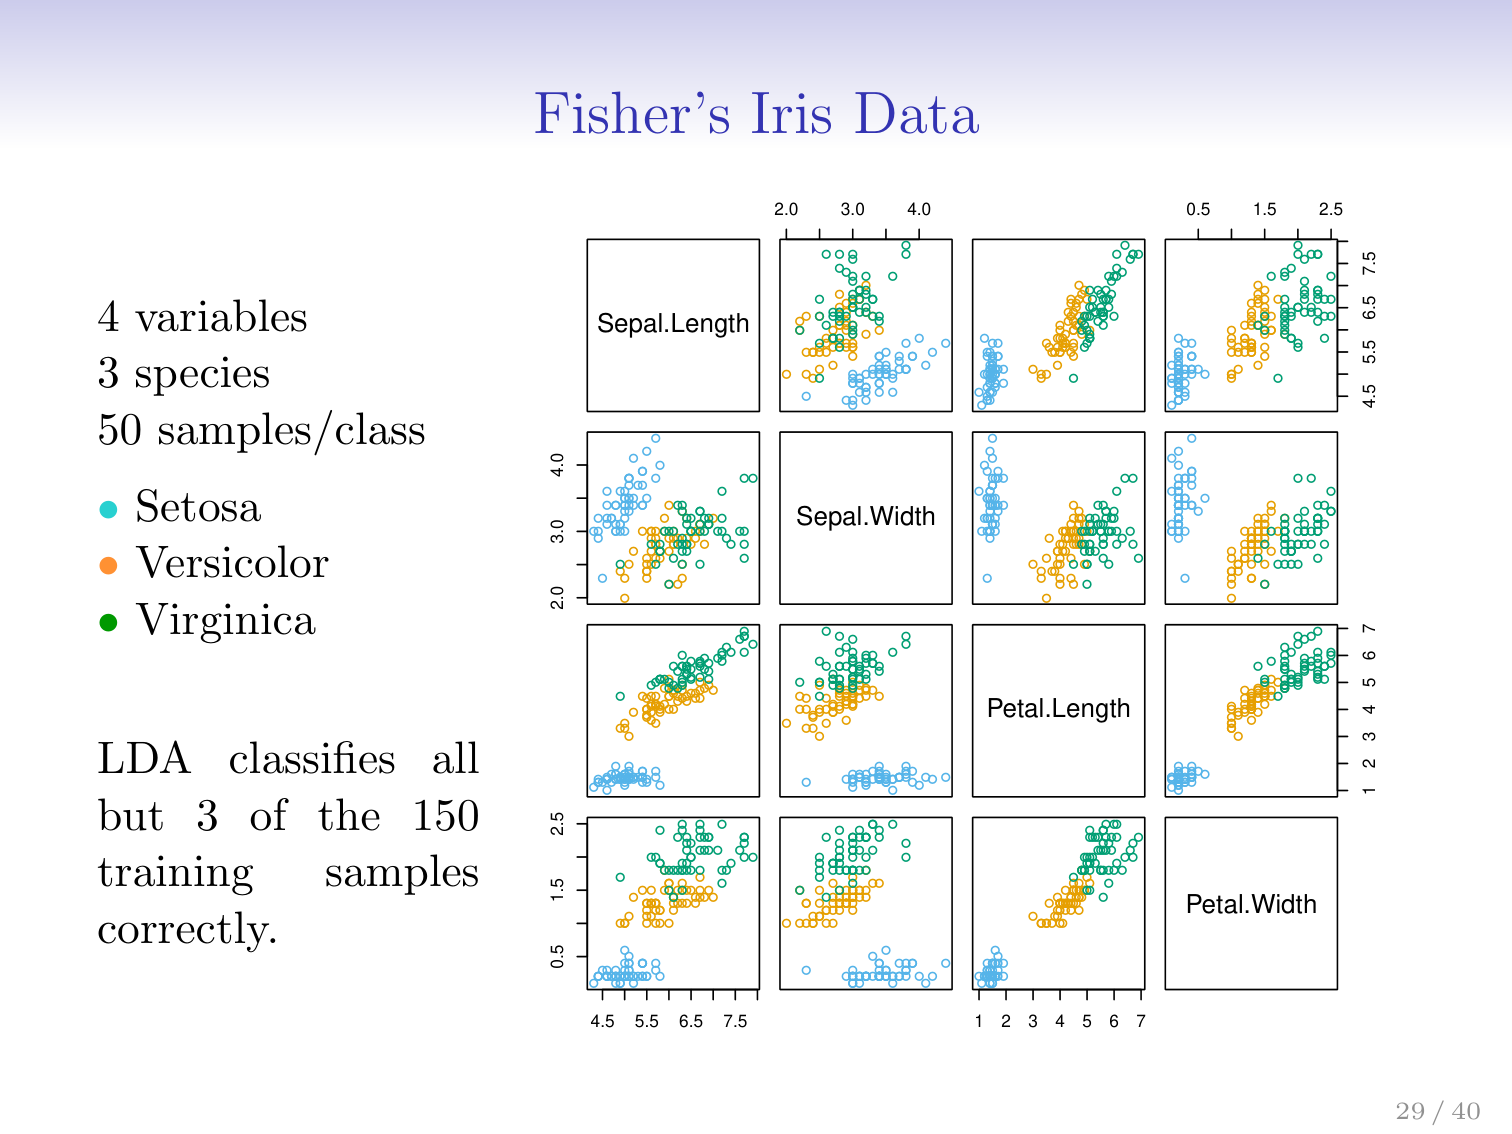 Fisher's Iris Data
4 variables
3 species
50 samples/class
• Setosa
• Versicolor
• Virginica
LDA classifies all
but 3 of the 150
training samples
correctly.
2.0 3.0 4.0
0.5 1.5 2.5
Sepal.Length
4.5 5.5 6.5 7.5
2.0 3.0 4.0
Sepal.Width
Petal.Length
1 2 3 4 5 6 7
0.5 1.5 2.5
Petal.Width
4.5 5.5 6.5 7.5
1 2 3 4 5 6 7
29 / 40